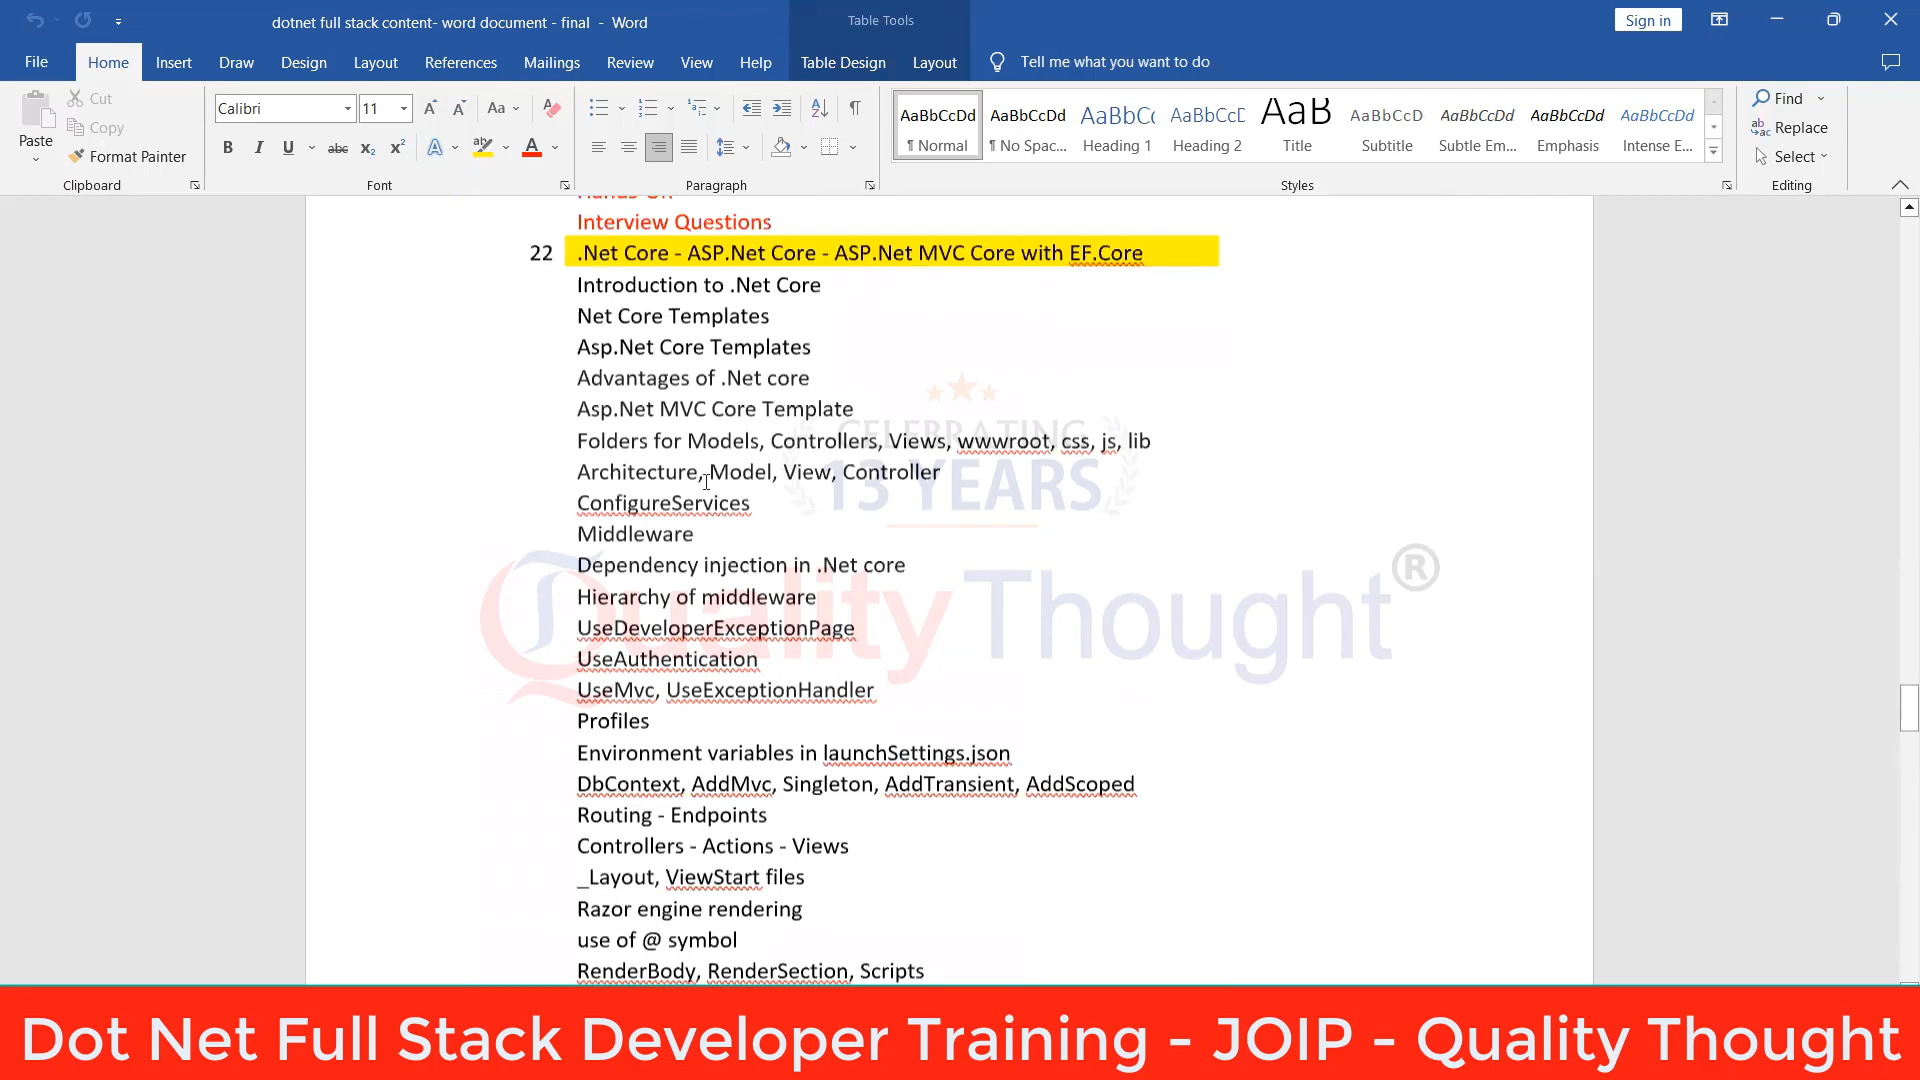 dotnet full stack content- word document - final - Word
Table Tools
Sign in
File Home Insert Draw Design Layout References Mailings Review View Help Table Design Layout Tell me what you want to do
Paste
Cut
Copy
Format Painter
Clipboard
Calibri 11
Font
Paragraph
AaBbCcDd AaBbCcDd AaBbC AaBbCcD AaB AaBbCcD AaBbCcDd AaBbCcDd AaBbCcDd
¶ Normal ¶ No Spac... Heading 1 Heading 2 Title Subtitle Subtle Em... Emphasis Intense E...
Styles
Find
Replace
Select
Editing
Interview Questions
22 .Net Core - ASP.Net Core - ASP.Net MVC Core with EF.Core
Introduction to .Net Core
Net Core Templates
Asp.Net Core Templates
Advantages of .Net core
Asp.Net MVC Core Template
Folders for Models, Controllers, Views, wwwroot, css, js, lib
Architecture, Model, View, Controller
ConfigureServices
Middleware
Dependency injection in .Net core
Hierarchy of middleware
UseDeveloperExceptionPage
UseAuthentication
UseMvc, UseExceptionHandler
Profiles
Environment variables in launchSettings.json
DbContext, AddMvc, Singleton, AddTransient, AddScoped
Routing - Endpoints
Controllers - Actions - Views
_Layout, ViewStart files
Razor engine rendering
use of @ symbol
RenderBody, RenderSection, Scripts
CELEBRATING
13 YEARS
Quality Thought ®
Dot Net Full Stack Developer Training - JOIP - Quality Thought